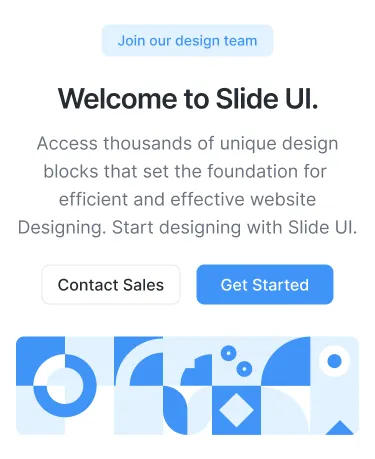 Join our design team
Welcome to Slide UI.
Access thousands of unique design
blocks that set the foundation for
efficient and effective website
Designing. Start designing with Slide UI.
Contact Sales
Get Started